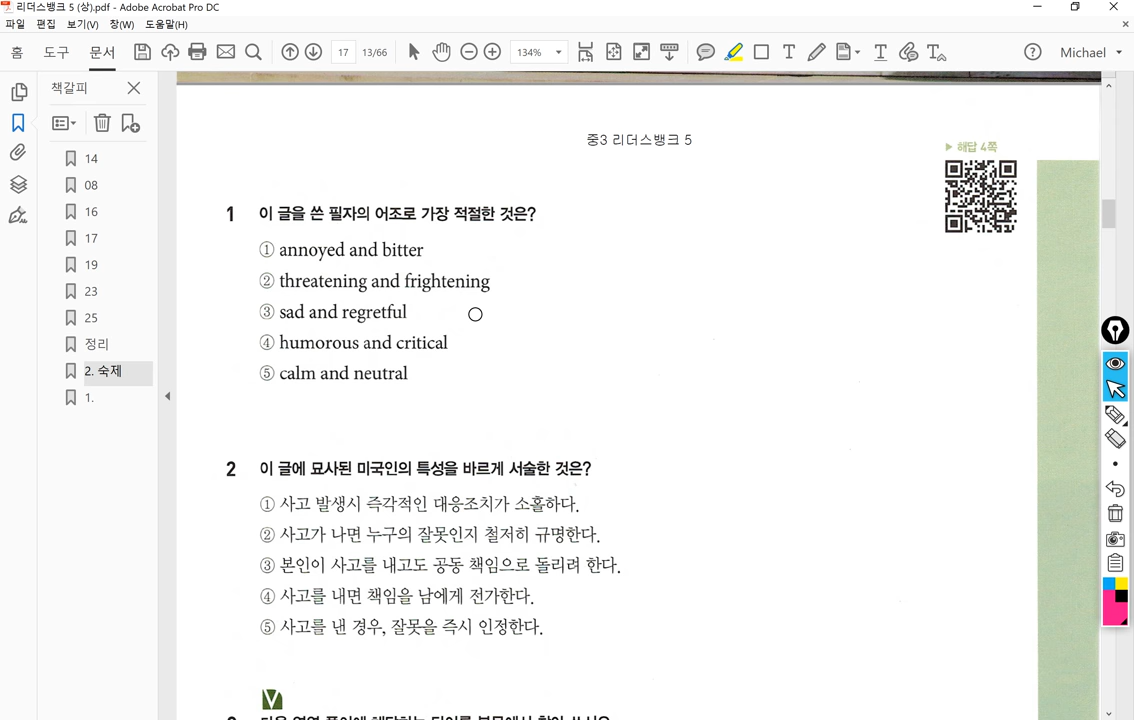 리더스뱅크 5 (상).pdf - Adobe Acrobat Pro DC
파일 편집 보기(V) 창(W) 도움말(H)
홈 도구 문서 17 13/66 134% Michael
책갈피
14
08
16
17
19
23
25
정리
2. 숙제
1.
중3 리더스뱅크 5
▶ 해답 4쪽
1 이 글을 쓴 필자의 어조로 가장 적절한 것은?
① annoyed and bitter
② threatening and frightening
③ sad and regretful
④ humorous and critical
⑤ calm and neutral
2 이 글에 묘사된 미국인의 특성을 바르게 서술한 것은?
① 사고 발생시 즉각적인 대응조치가 소홀하다.
② 사고가 나면 누구의 잘못인지 철저히 규명한다.
③ 본인이 사고를 내고도 공동 책임으로 돌리려 한다.
④ 사고를 내면 책임을 남에게 전가한다.
⑤ 사고를 낸 경우, 잘못을 즉시 인정한다.